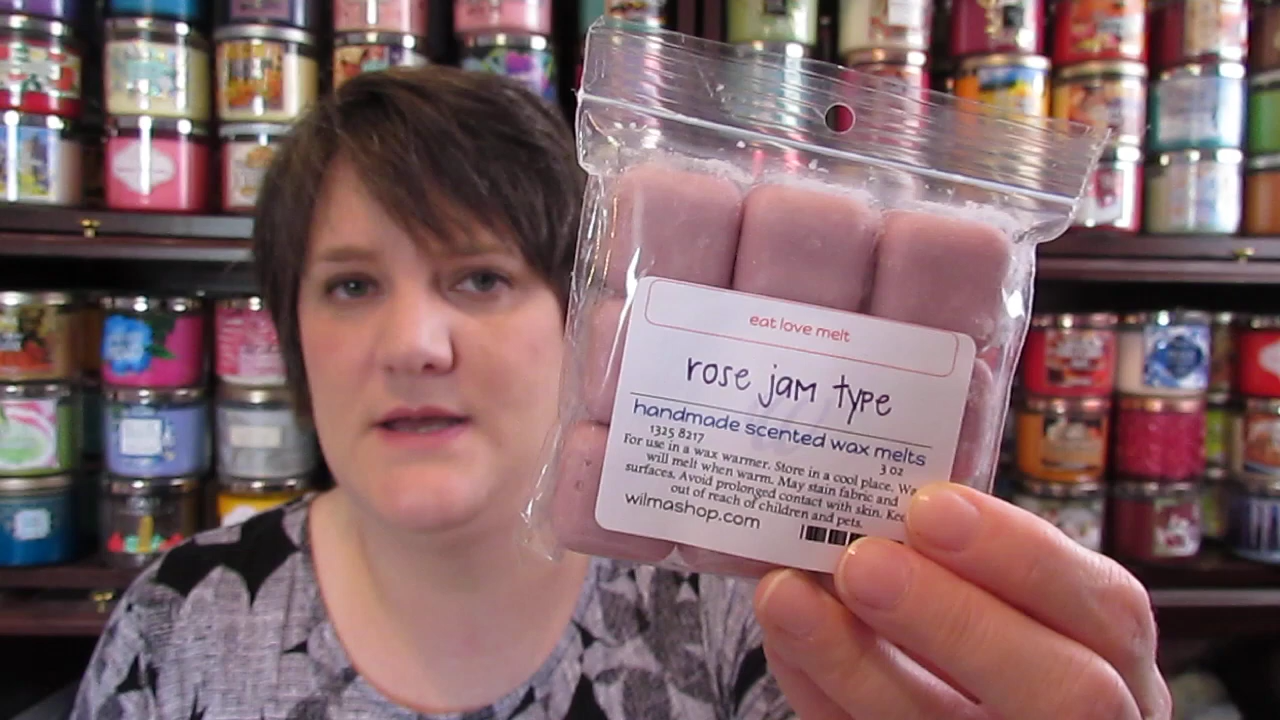 eat love melt
rose jam type
handmade scented wax melts
1325 8217
3 oz
For use in a wax warmer. Store in a cool place.
will melt when warm. May stain fabric and
surfaces. Avoid prolonged contact with skin.
out of reach of children and pets.
wilmashop.com